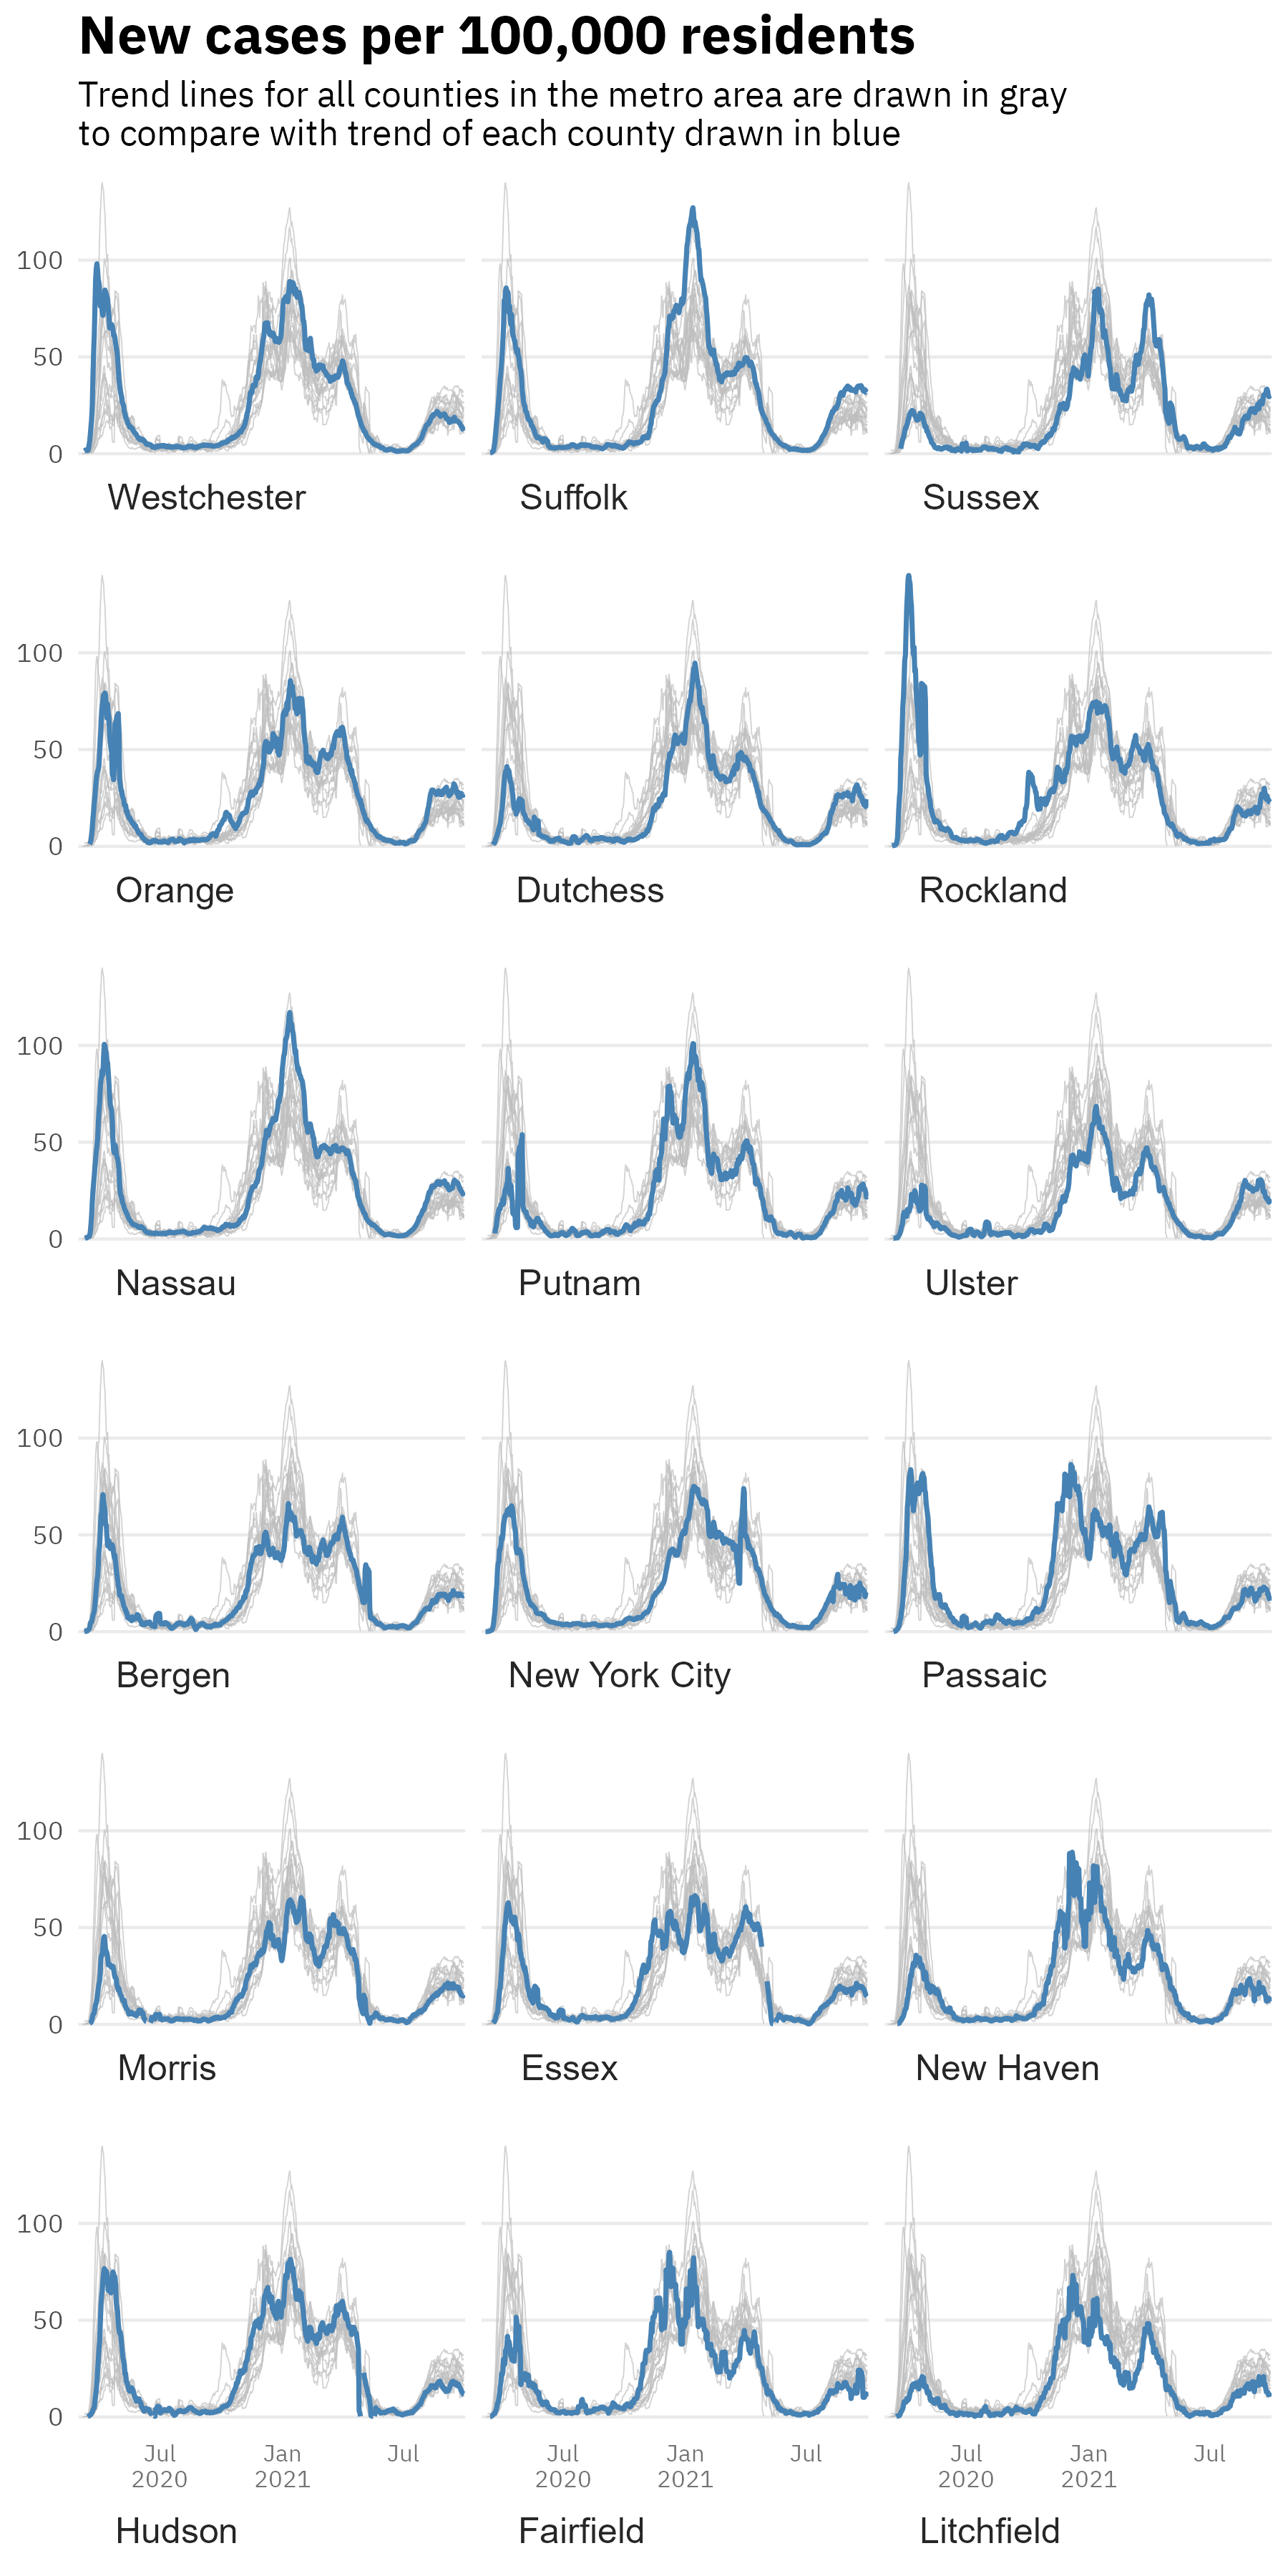 New cases per 100,000 residents
Trend lines for all counties in the metro area are drawn in gray
to compare with trend of each county drawn in blue
100
50
0
Westchester Suffolk Sussex
100
50
0
Orange Dutchess Rockland
100
50
0
Nassau Putnam Ulster
100
50
0
Bergen New York City Passaic
100
50
0
Morris Essex New Haven
100
50
0
Jul Jan Jul Jul Jan Jul Jul Jan Jul
2020 2021 2020 2021 2020 2021
Hudson Fairfield Litchfield